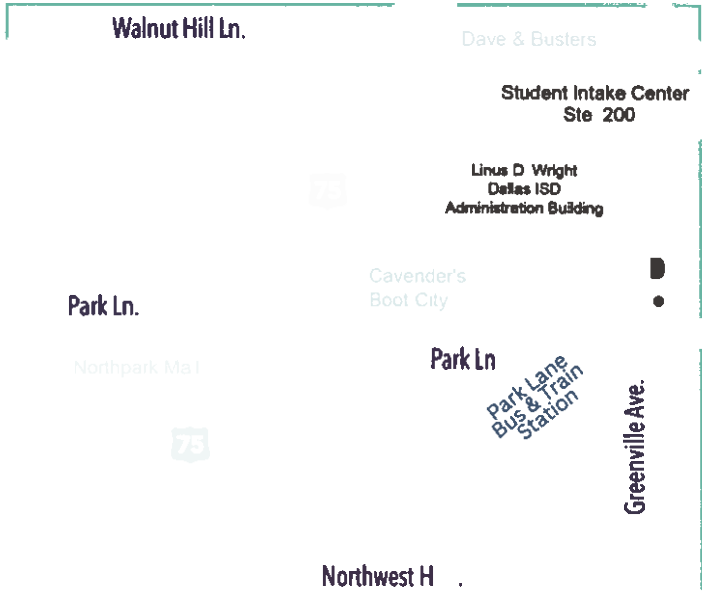 Walnut Hill Ln.
Dave & Busters
Student Intake Center
Ste 200
Linus D Wright
Dallas ISD
Administration Building
75
Cavender's
Boot City
Park Ln.
Park Ln
Northpark Ma l
Park Lane
Bus & Train
Station
Greenville Ave.
75
Northwest H .